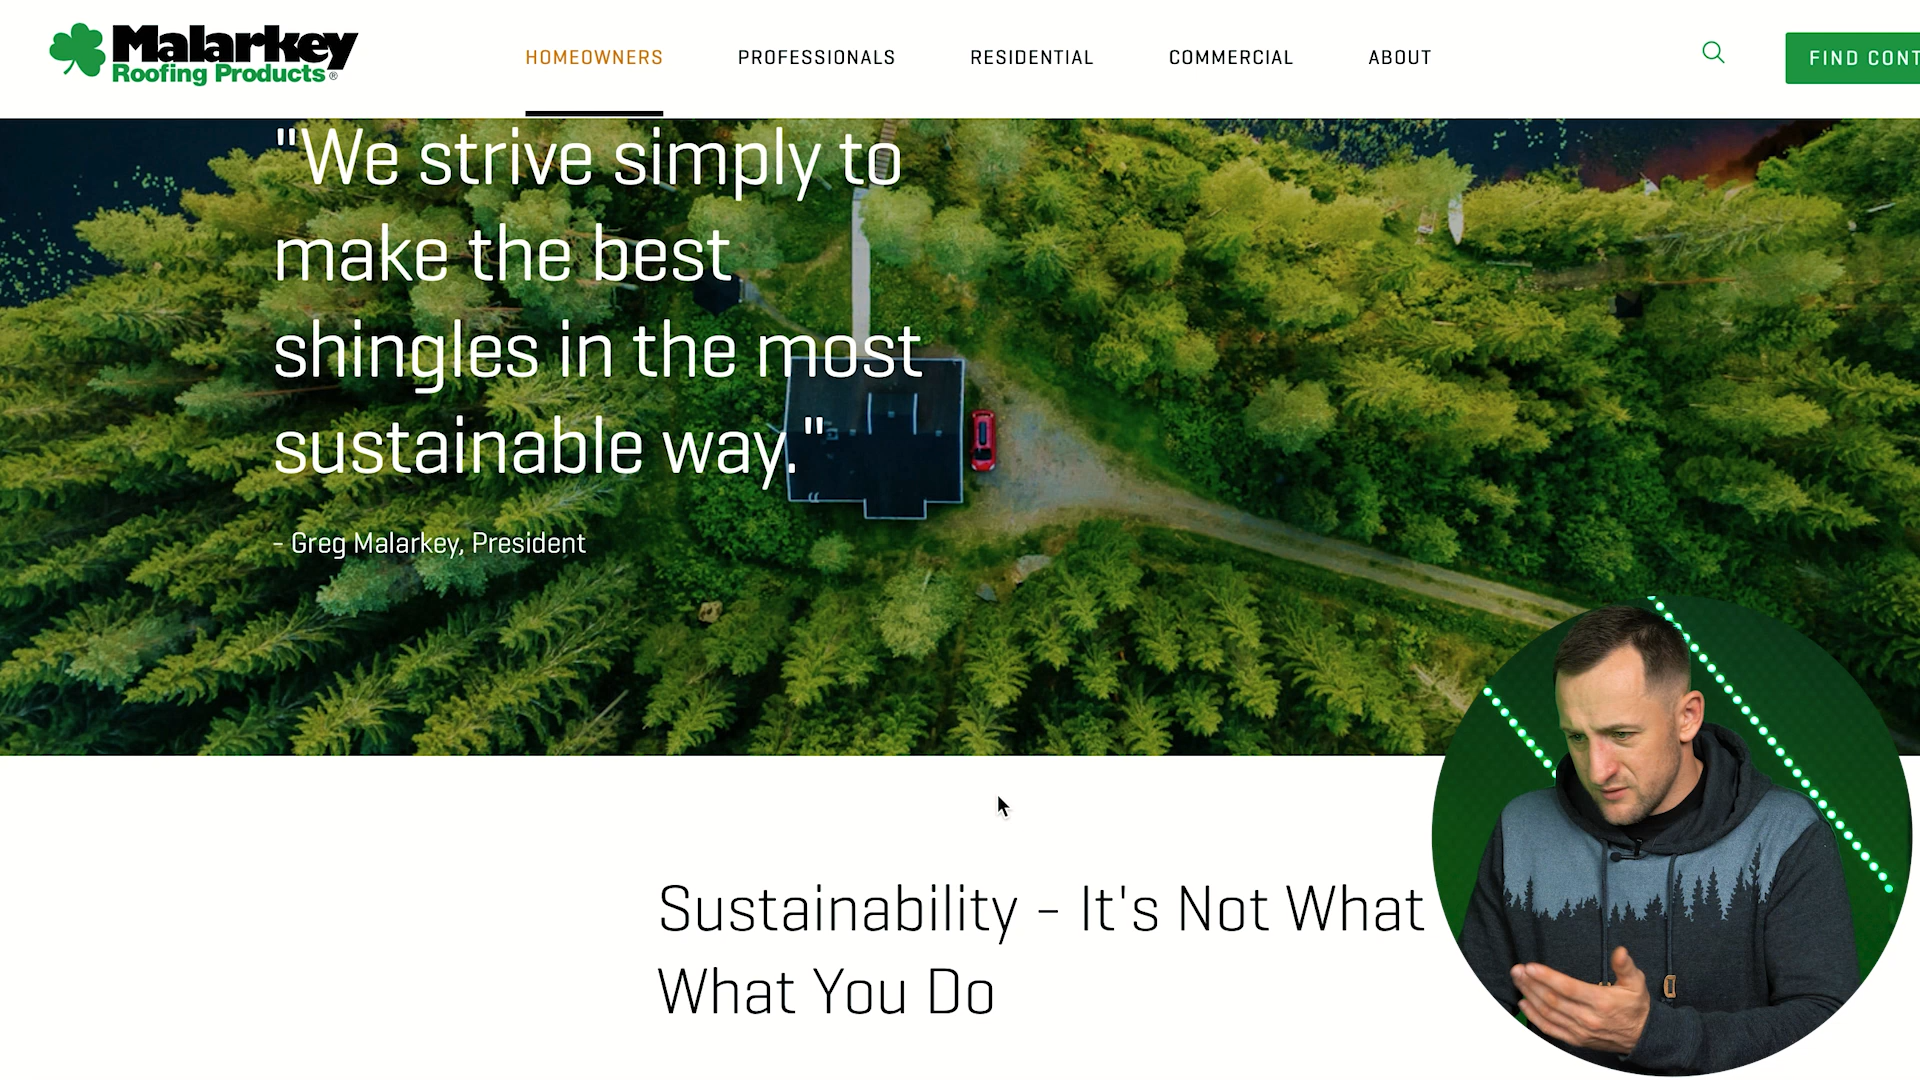 Malarkey
Roofing Products®
HOMEOWNERS
PROFESSIONALS
RESIDENTIAL
COMMERCIAL
ABOUT
FIND CONT
"We strive simply to
make the best
shingles in the most
sustainable way."
- Greg Malarkey, President
Sustainability - It's Not What
What You Do